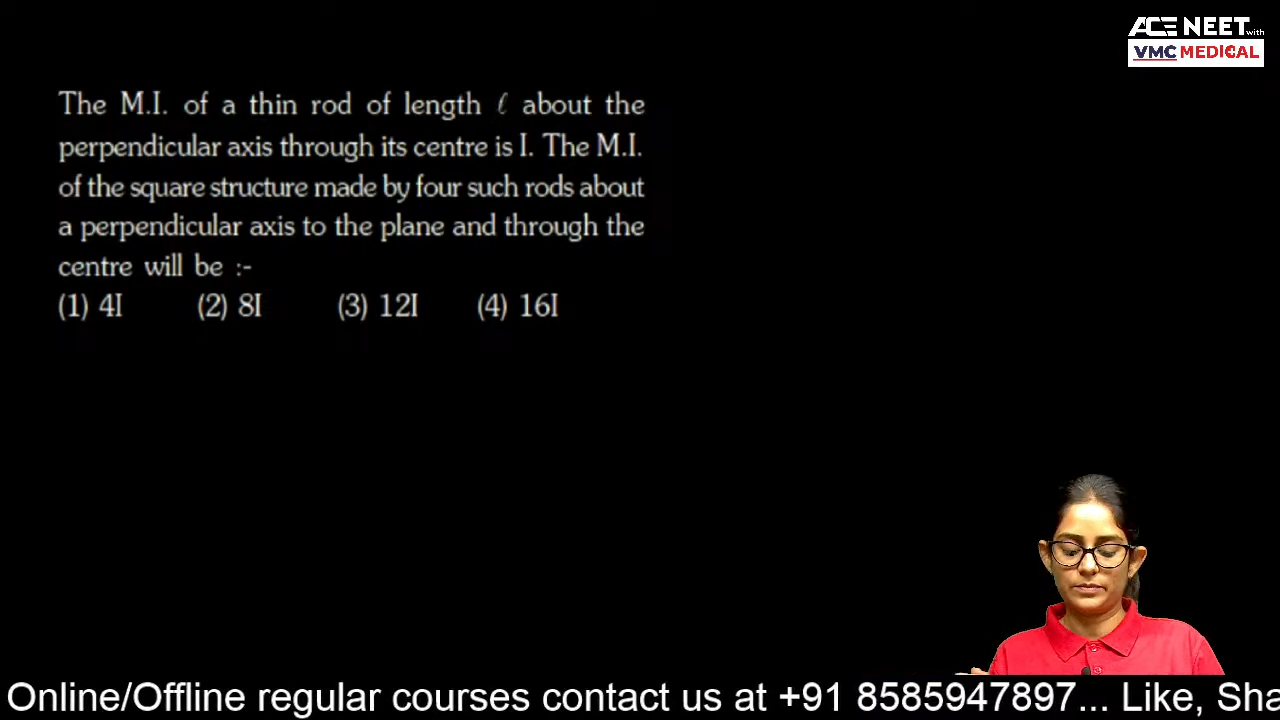 ACE NEET with
VMC MEDICAL
The M.I. of a thin rod of length ℓ about the
perpendicular axis through its centre is I. The M.I.
of the square structure made by four such rods about
a perpendicular axis to the plane and through the
centre will be :-
(1) 4I (2) 8I (3) 12I (4) 16I
Online/Offline regular courses contact us at +91 8585947897... Like, Sha